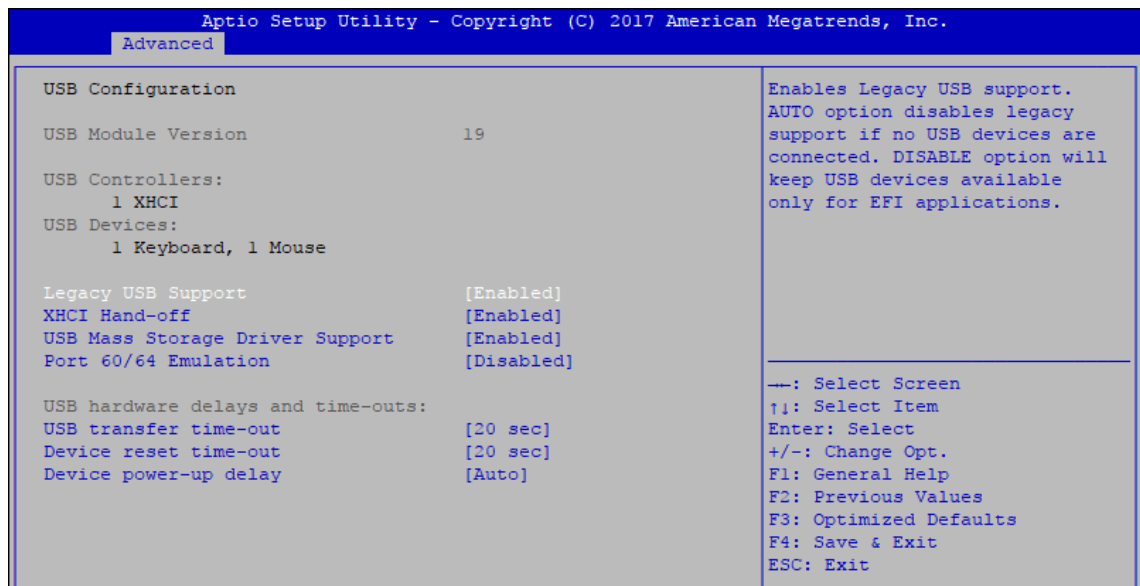 Aptio Setup Utility – Copyright (C) 2017 American Megatrends, Inc.
Advanced
USB Configuration
USB Module Version 19
USB Controllers:
1 XHCI
USB Devices:
1 Keyboard, 1 Mouse
Legacy USB Support [Enabled]
XHCI Hand-off [Enabled]
USB Mass Storage Driver Support [Enabled]
Port 60/64 Emulation [Disabled]
USB hardware delays and time-outs:
USB transfer time-out [20 sec]
Device reset time-out [20 sec]
Device power-up delay [Auto]
Enables Legacy USB support.
AUTO option disables legacy
support if no USB devices are
connected. DISABLE option will
keep USB devices available
only for EFI applications.
→←: Select Screen
↑↓: Select Item
Enter: Select
+/-: Change Opt.
F1: General Help
F2: Previous Values
F3: Optimized Defaults
F4: Save & Exit
ESC: Exit